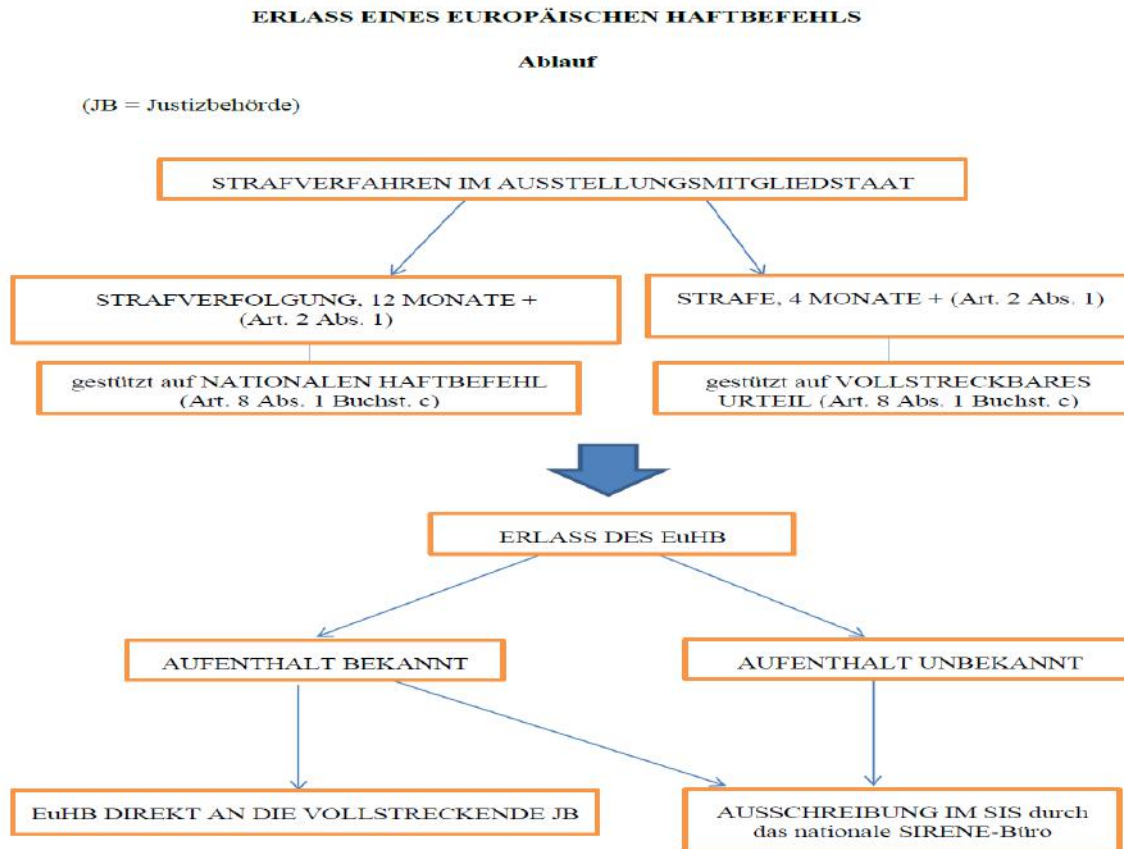 ERLASS EINES EUROPÄISCHEN HAFTBEFEHLS
Ablauf
(JB = Justizbehörde)
STRAFVERFAHREN IM AUSSTELLUNGSMITGLIEDSTAAT
STRAFVERFOLGUNG, 12 MONATE +
(Art. 2 Abs. 1)
STRAFE, 4 MONATE + (Art. 2 Abs. 1)
gestützt auf NATIONALEN HAFTBEFEHL
(Art. 8 Abs. 1 Buchst. c)
gestützt auf VOLLSTRECKBARES
URTEIL (Art. 8 Abs. 1 Buchst. c)
ERLASS DES EuHB
AUFENTHALT BEKANNT
AUFENTHALT UNBEKANNT
EuHB DIREKT AN DIE VOLLSTRECKENDE JB
AUSSCHREIBUNG IM SIS durch
das nationale SIRENE-Büro